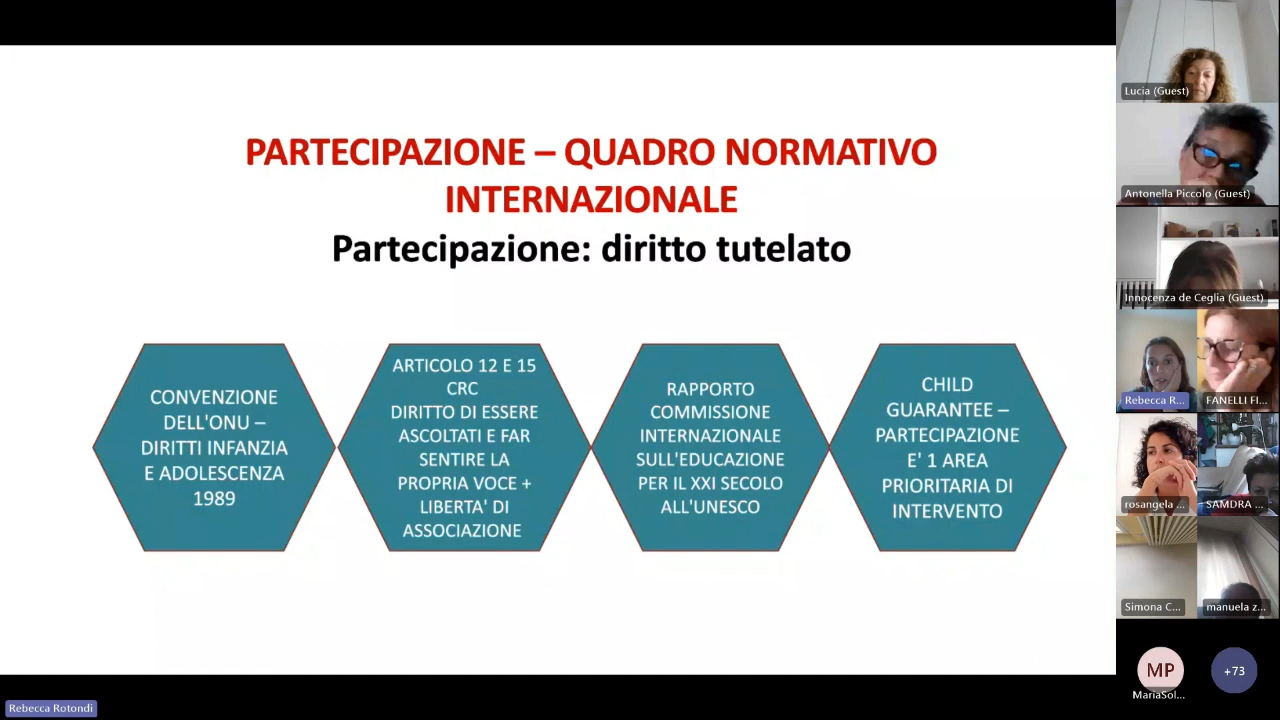 PARTECIPAZIONE – QUADRO NORMATIVO
INTERNAZIONALE
Partecipazione: diritto tutelato
CONVENZIONE
DELL'ONU –
DIRITTI INFANZIA
E ADOLESCENZA
1989
ARTICOLO 12 E 15
CRC
DIRITTO DI ESSERE
ASCOLTATI E FAR
SENTIRE LA
PROPRIA VOCE +
LIBERTA' DI
ASSOCIAZIONE
RAPPORTO
COMMISSIONE
INTERNAZIONALE
SULL'EDUCAZIONE
PER IL XXI SECOLO
ALL'UNESCO
CHILD
GUARANTEE –
PARTECIPAZIONE
E' 1 AREA
PRIORITARIA DI
INTERVENTO
Lucia (Guest)
Antonella Piccolo (Guest)
Innocenza de Ceglia (Guest)
Rebecca R...
FANELLI FI...
rosangela ...
SAMDRA ...
Simona C...
manuela z...
MP
MariaSol...
+73
Rebecca Rotondi